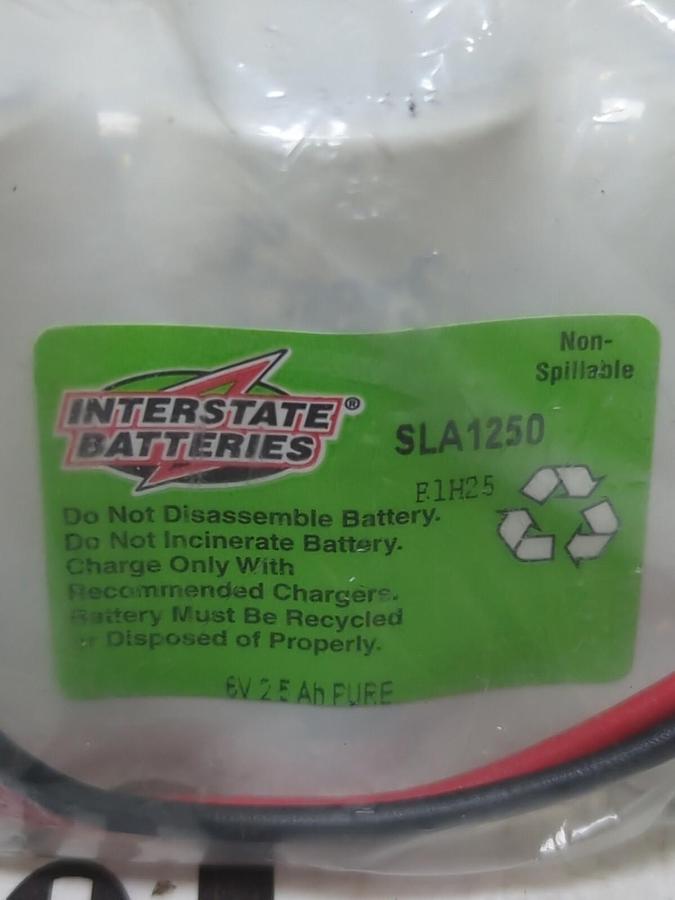 Non-
Spillable
INTERSTATE®
BATTERIES
SLA1250
E1H25
Do Not Disassemble Battery.
Do Not Incinerate Battery.
Charge Only With
Recommended Chargers.
Battery Must Be Recycled
or Disposed of Properly.
6V 2.5 Ah PURE